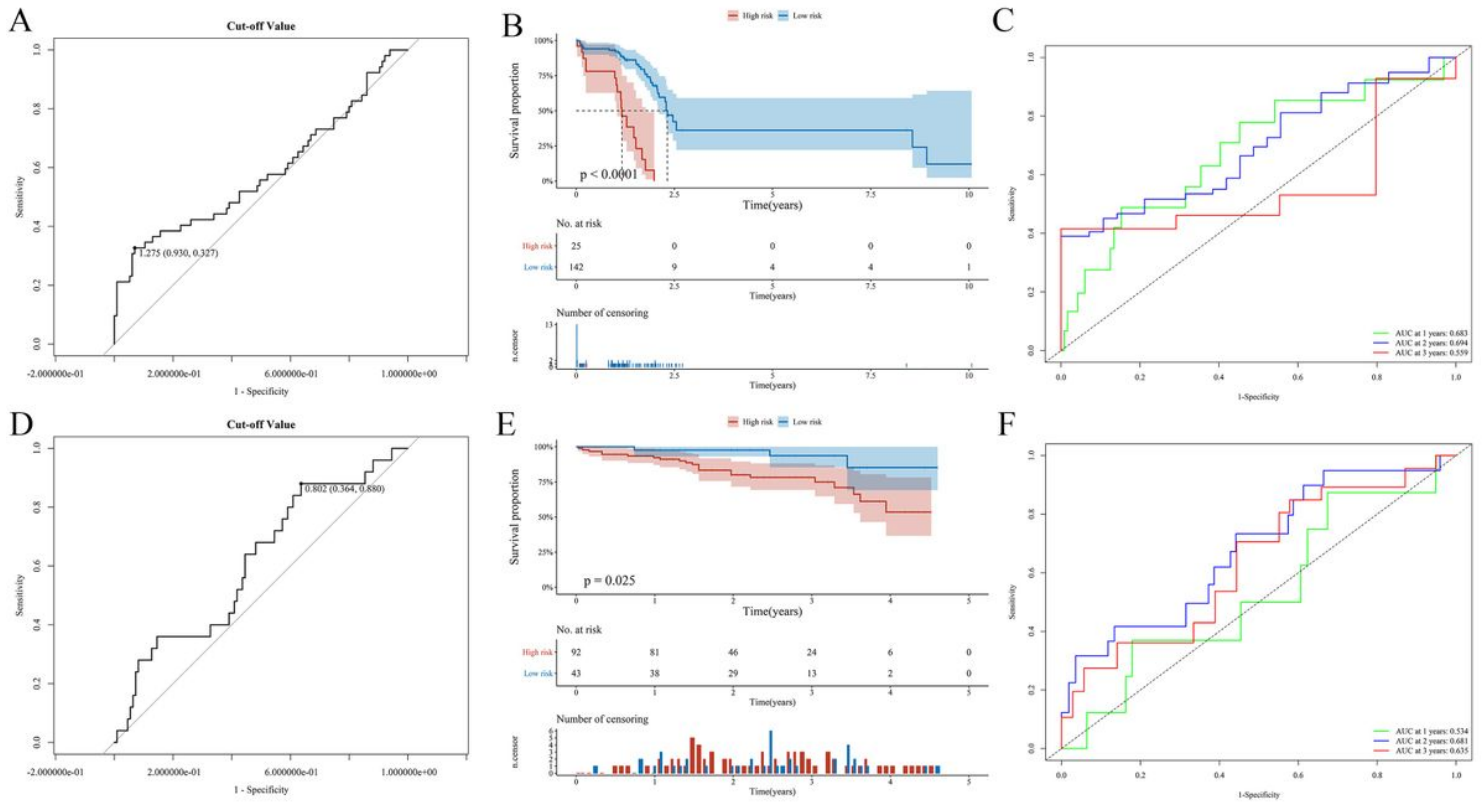 A
Cut-off Value
Sensitivity
0.0 0.2 0.4 0.6 0.8 1.0
1.275 (0.930, 0.327)
-2.000000e-01 2.000000e-01 6.000000e-01 1.000000e+00
1 - Specificity
B
High risk Low risk
Survival proportion
100%
75%
50%
25%
0%
p < 0.0001
0 2.5 5 7.5 10
Time(years)
No. at risk
High risk 25 0 0 0 0
Low risk 142 9 4 4 1
0 2.5 5 7.5 10
Time(years)
Number of censoring
n.censor
13
0 2.5 5 7.5 10
Time(years)
C
Sensitivity
0.0 0.2 0.4 0.6 0.8 1.0
AUC at 1 years: 0.683
AUC at 2 years: 0.694
AUC at 3 years: 0.559
0.0 0.2 0.4 0.6 0.8 1.0
1-Specificity
D
Cut-off Value
Sensitivity
0.0 0.2 0.4 0.6 0.8 1.0
0.802 (0.364, 0.880)
-2.000000e-01 2.000000e-01 6.000000e-01 1.000000e+00
1 - Specificity
E
High risk Low risk
Survival proportion
100%
75%
50%
25%
0%
p = 0.025
0 1 2 3 4 5
Time(years)
No. at risk
High risk 92 81 46 24 6 0
Low risk 43 38 29 13 2 0
0 1 2 3 4 5
Time(years)
Number of censoring
n.censor
6
5
4
3
2
1
0
0 1 2 3 4 5
Time(years)
F
Sensitivity
0.0 0.2 0.4 0.6 0.8 1.0
AUC at 1 years: 0.534
AUC at 2 years: 0.681
AUC at 3 years: 0.635
0.0 0.2 0.4 0.6 0.8 1.0
1-Specificity